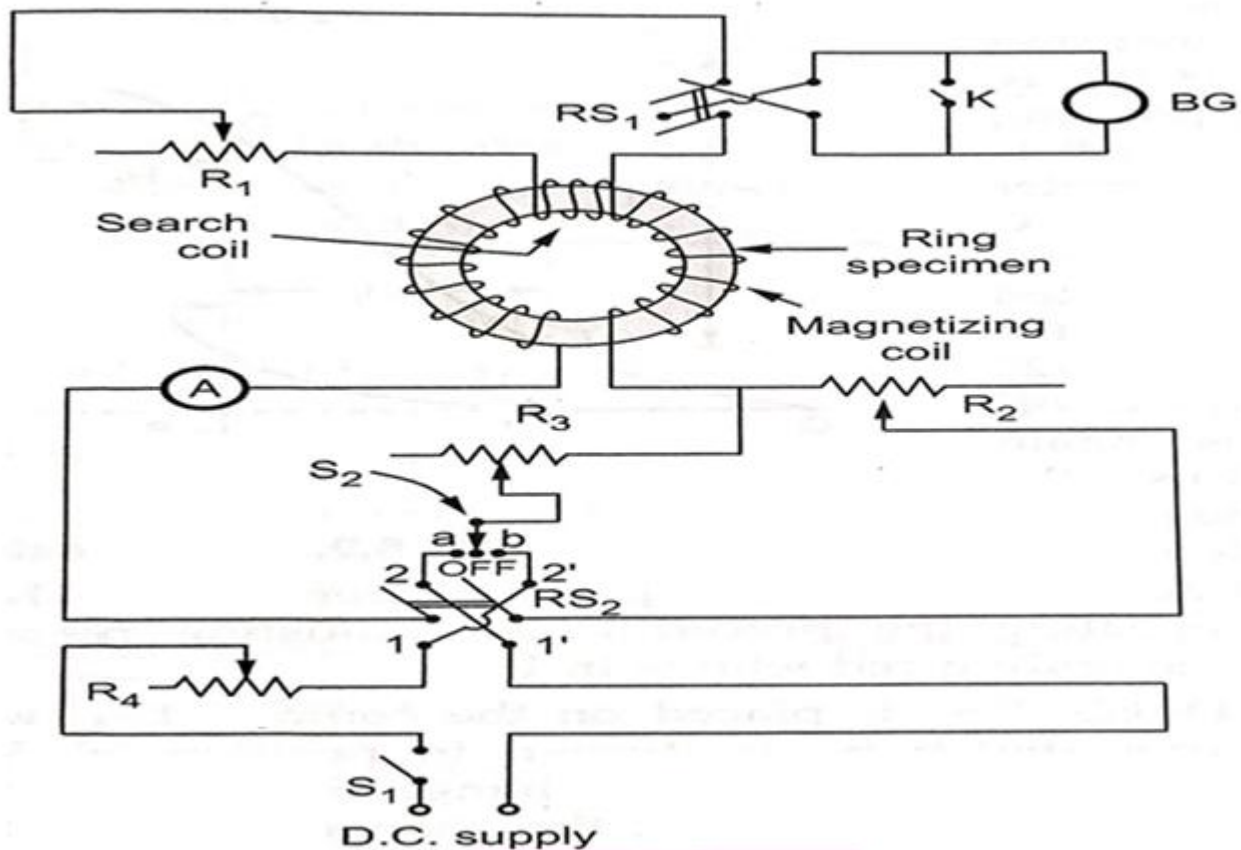 RS1
K
BG
R1
Search
coil
Ring
specimen
Magnetizing
coil
A
R3
R2
S2
a
b
OFF
2
2'
RS2
1
1'
R4
S1
D.C. supply